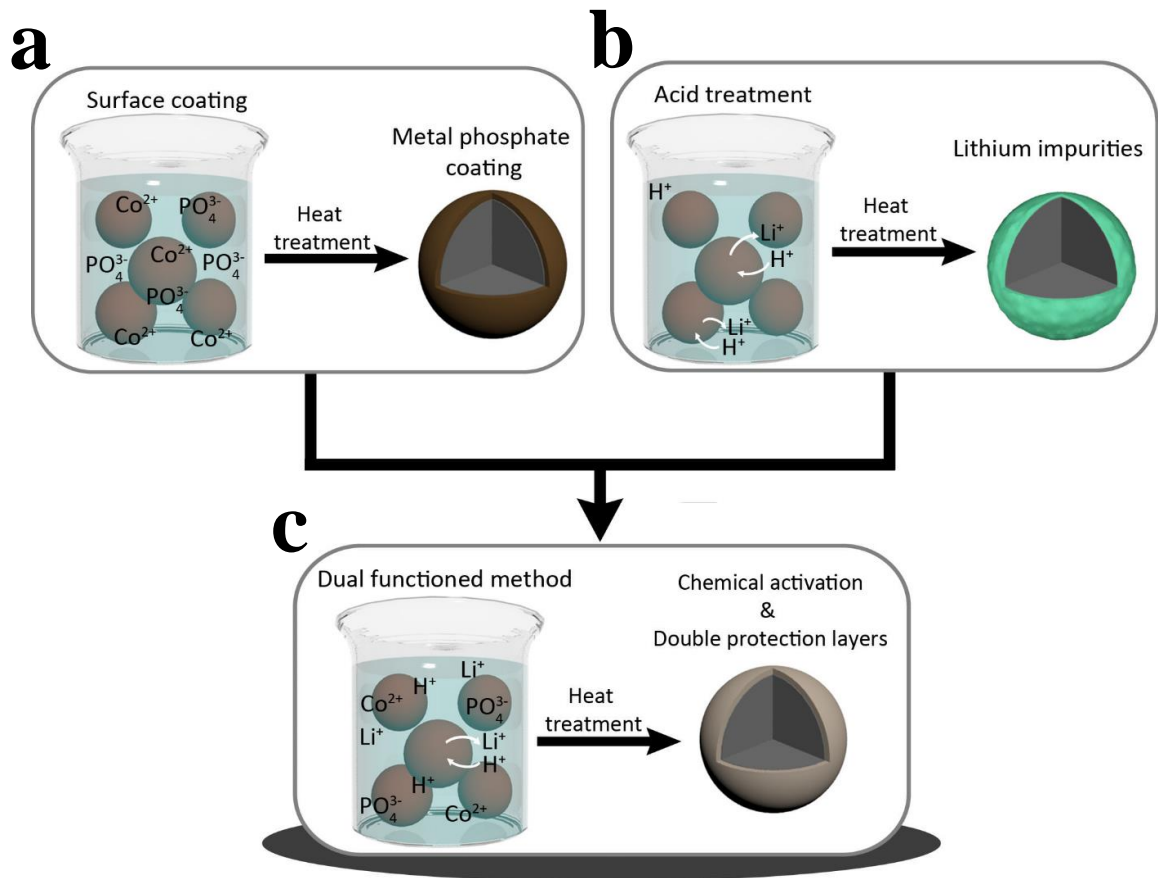 a
Surface coating
Metal phosphate
coating
Co²⁺
PO₄³⁻
Co²⁺
PO₄³⁻
PO₄³⁻
PO₄³⁻
Co²⁺
Co²⁺
Heat
treatment
b
Acid treatment
Lithium impurities
H⁺
Li⁺
H⁺
Li⁺
H⁺
Heat
treatment
c
Dual functioned method
Chemical activation
&
Double protection layers
Li⁺
H⁺
Co²⁺
PO₄³⁻
Li⁺
Li⁺
H⁺
H⁺
PO₄³⁻
Co²⁺
Heat
treatment